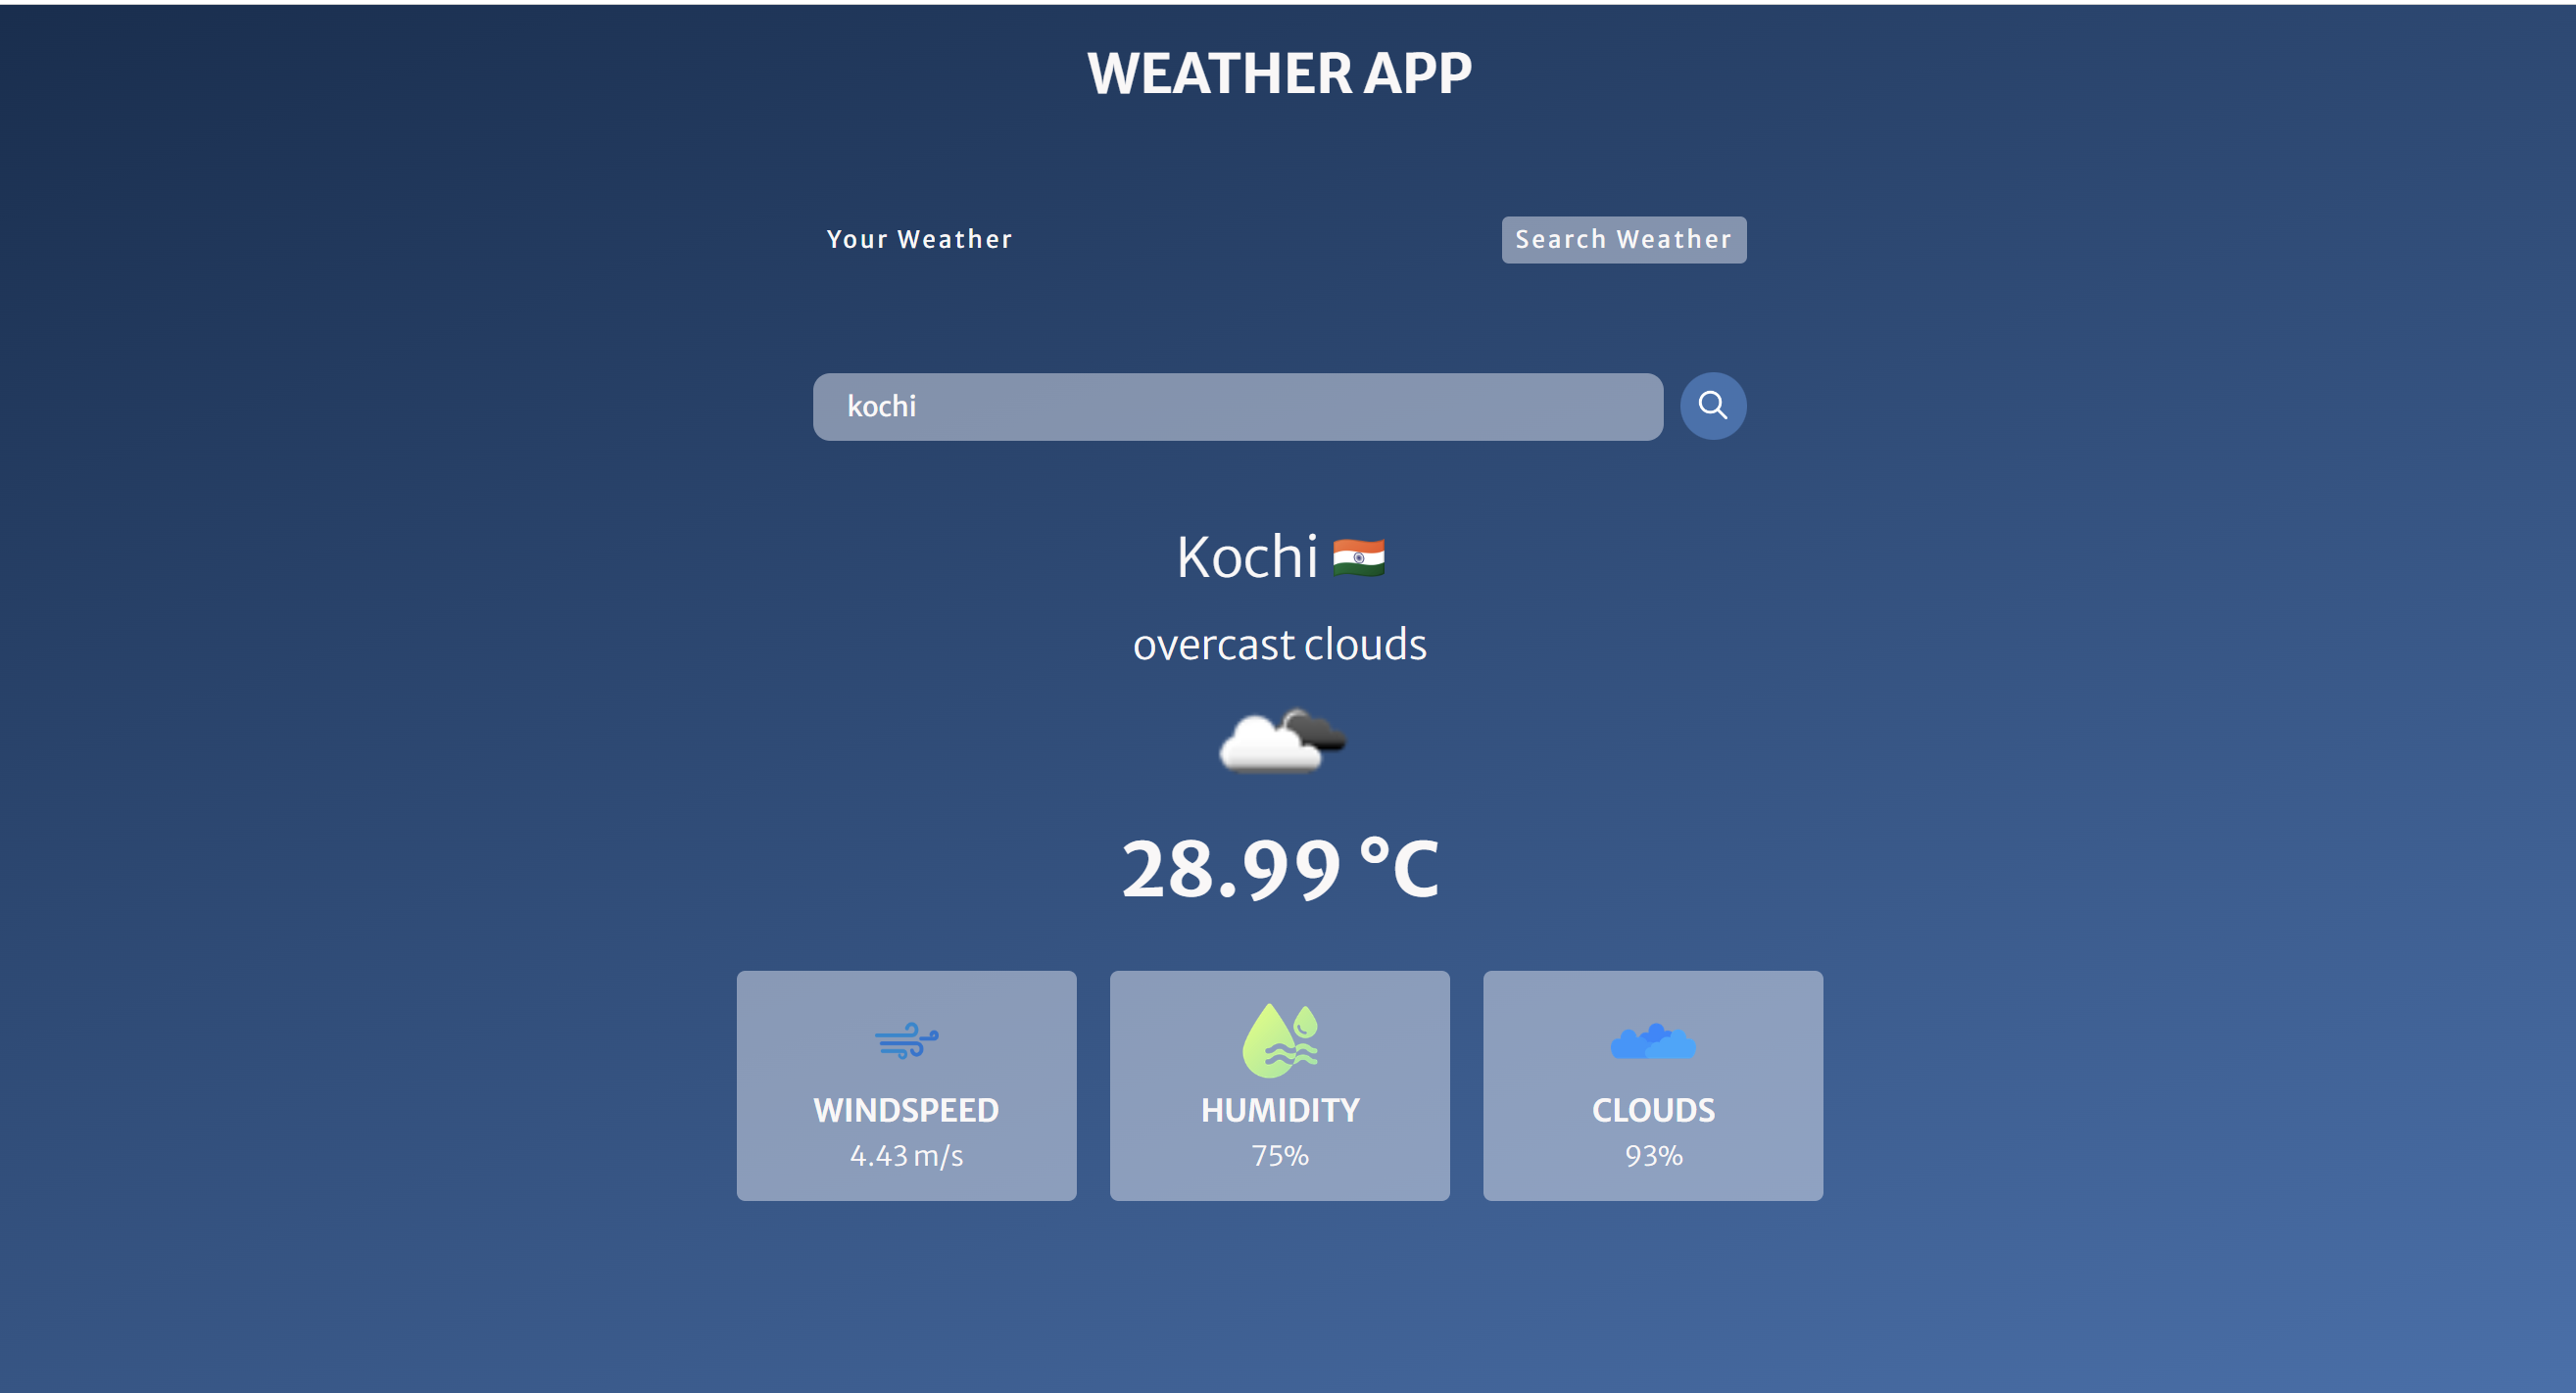 WEATHER APP
Your Weather
Search Weather
kochi
Kochi
overcast clouds
28.99 °C
WINDSPEED
4.43 m/s
HUMIDITY
75%
CLOUDS
93%